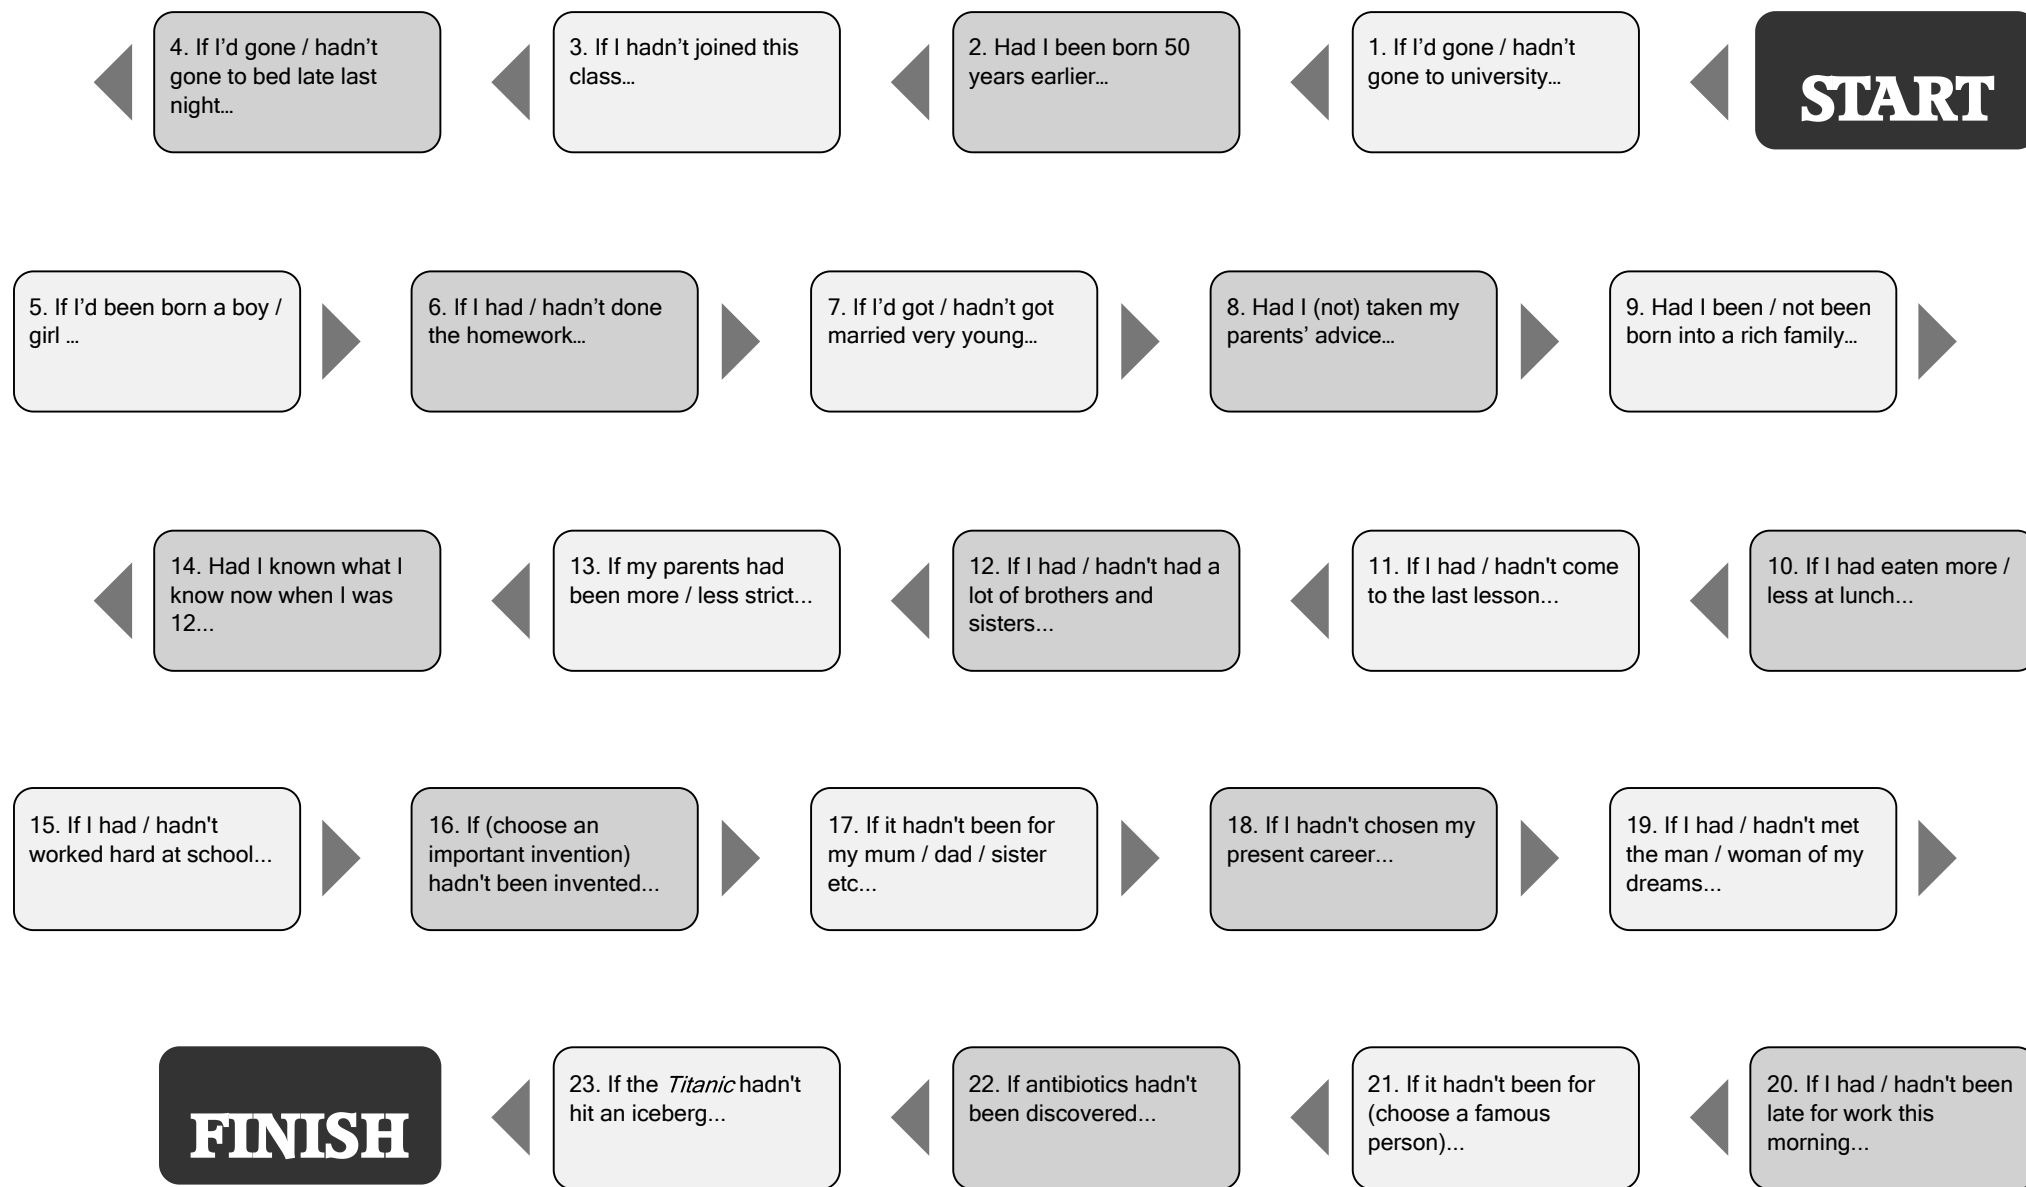 START
1. If I’d gone / hadn’t
gone to university…
2. Had I been born 50
years earlier…
3. If I hadn’t joined this
class…
4. If I’d gone / hadn’t
gone to bed late last
night…
5. If I’d been born a boy /
girl …
6. If I had / hadn’t done
the homework…
7. If I’d got / hadn’t got
married very young…
8. Had I (not) taken my
parents’ advice…
9. Had I been / not been
born into a rich family…
10. If I had eaten more /
less at lunch...
11. If I had / hadn't come
to the last lesson...
12. If I had / hadn't had a
lot of brothers and
sisters...
13. If my parents had
been more / less strict...
14. Had I known what I
know now when I was
12...
15. If I had / hadn't
worked hard at school...
16. If (choose an
important invention)
hadn't been invented...
17. If it hadn't been for
my mum / dad / sister
etc...
18. If I hadn't chosen my
present career...
19. If I had / hadn't met
the man / woman of my
dreams...
20. If I had / hadn't been
late for work this
morning...
21. If it hadn't been for
(choose a famous
person)...
22. If antibiotics hadn't
been discovered...
23. If the Titanic hadn't
hit an iceberg...
FINISH